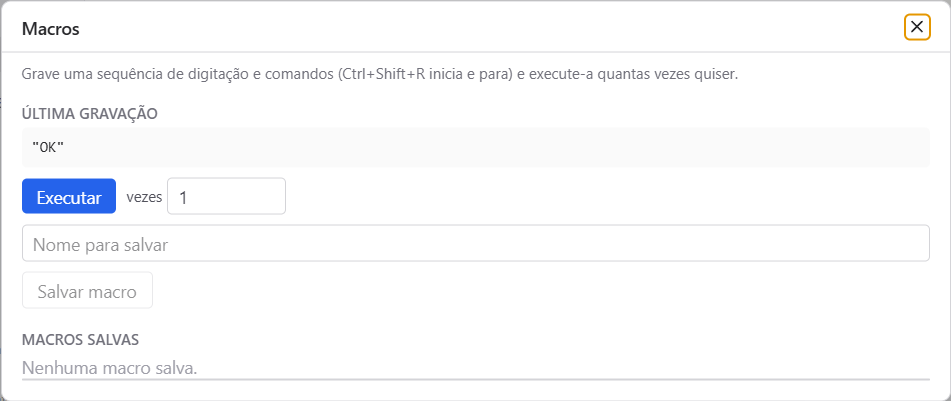 Macros
Grave uma sequência de digitação e comandos (Ctrl+Shift+R inicia e para) e execute-a quantas vezes quiser.
ÚLTIMA GRAVAÇÃO
"OK"
Executar vezes 1
Nome para salvar
Salvar macro
MACROS SALVAS
Nenhuma macro salva.